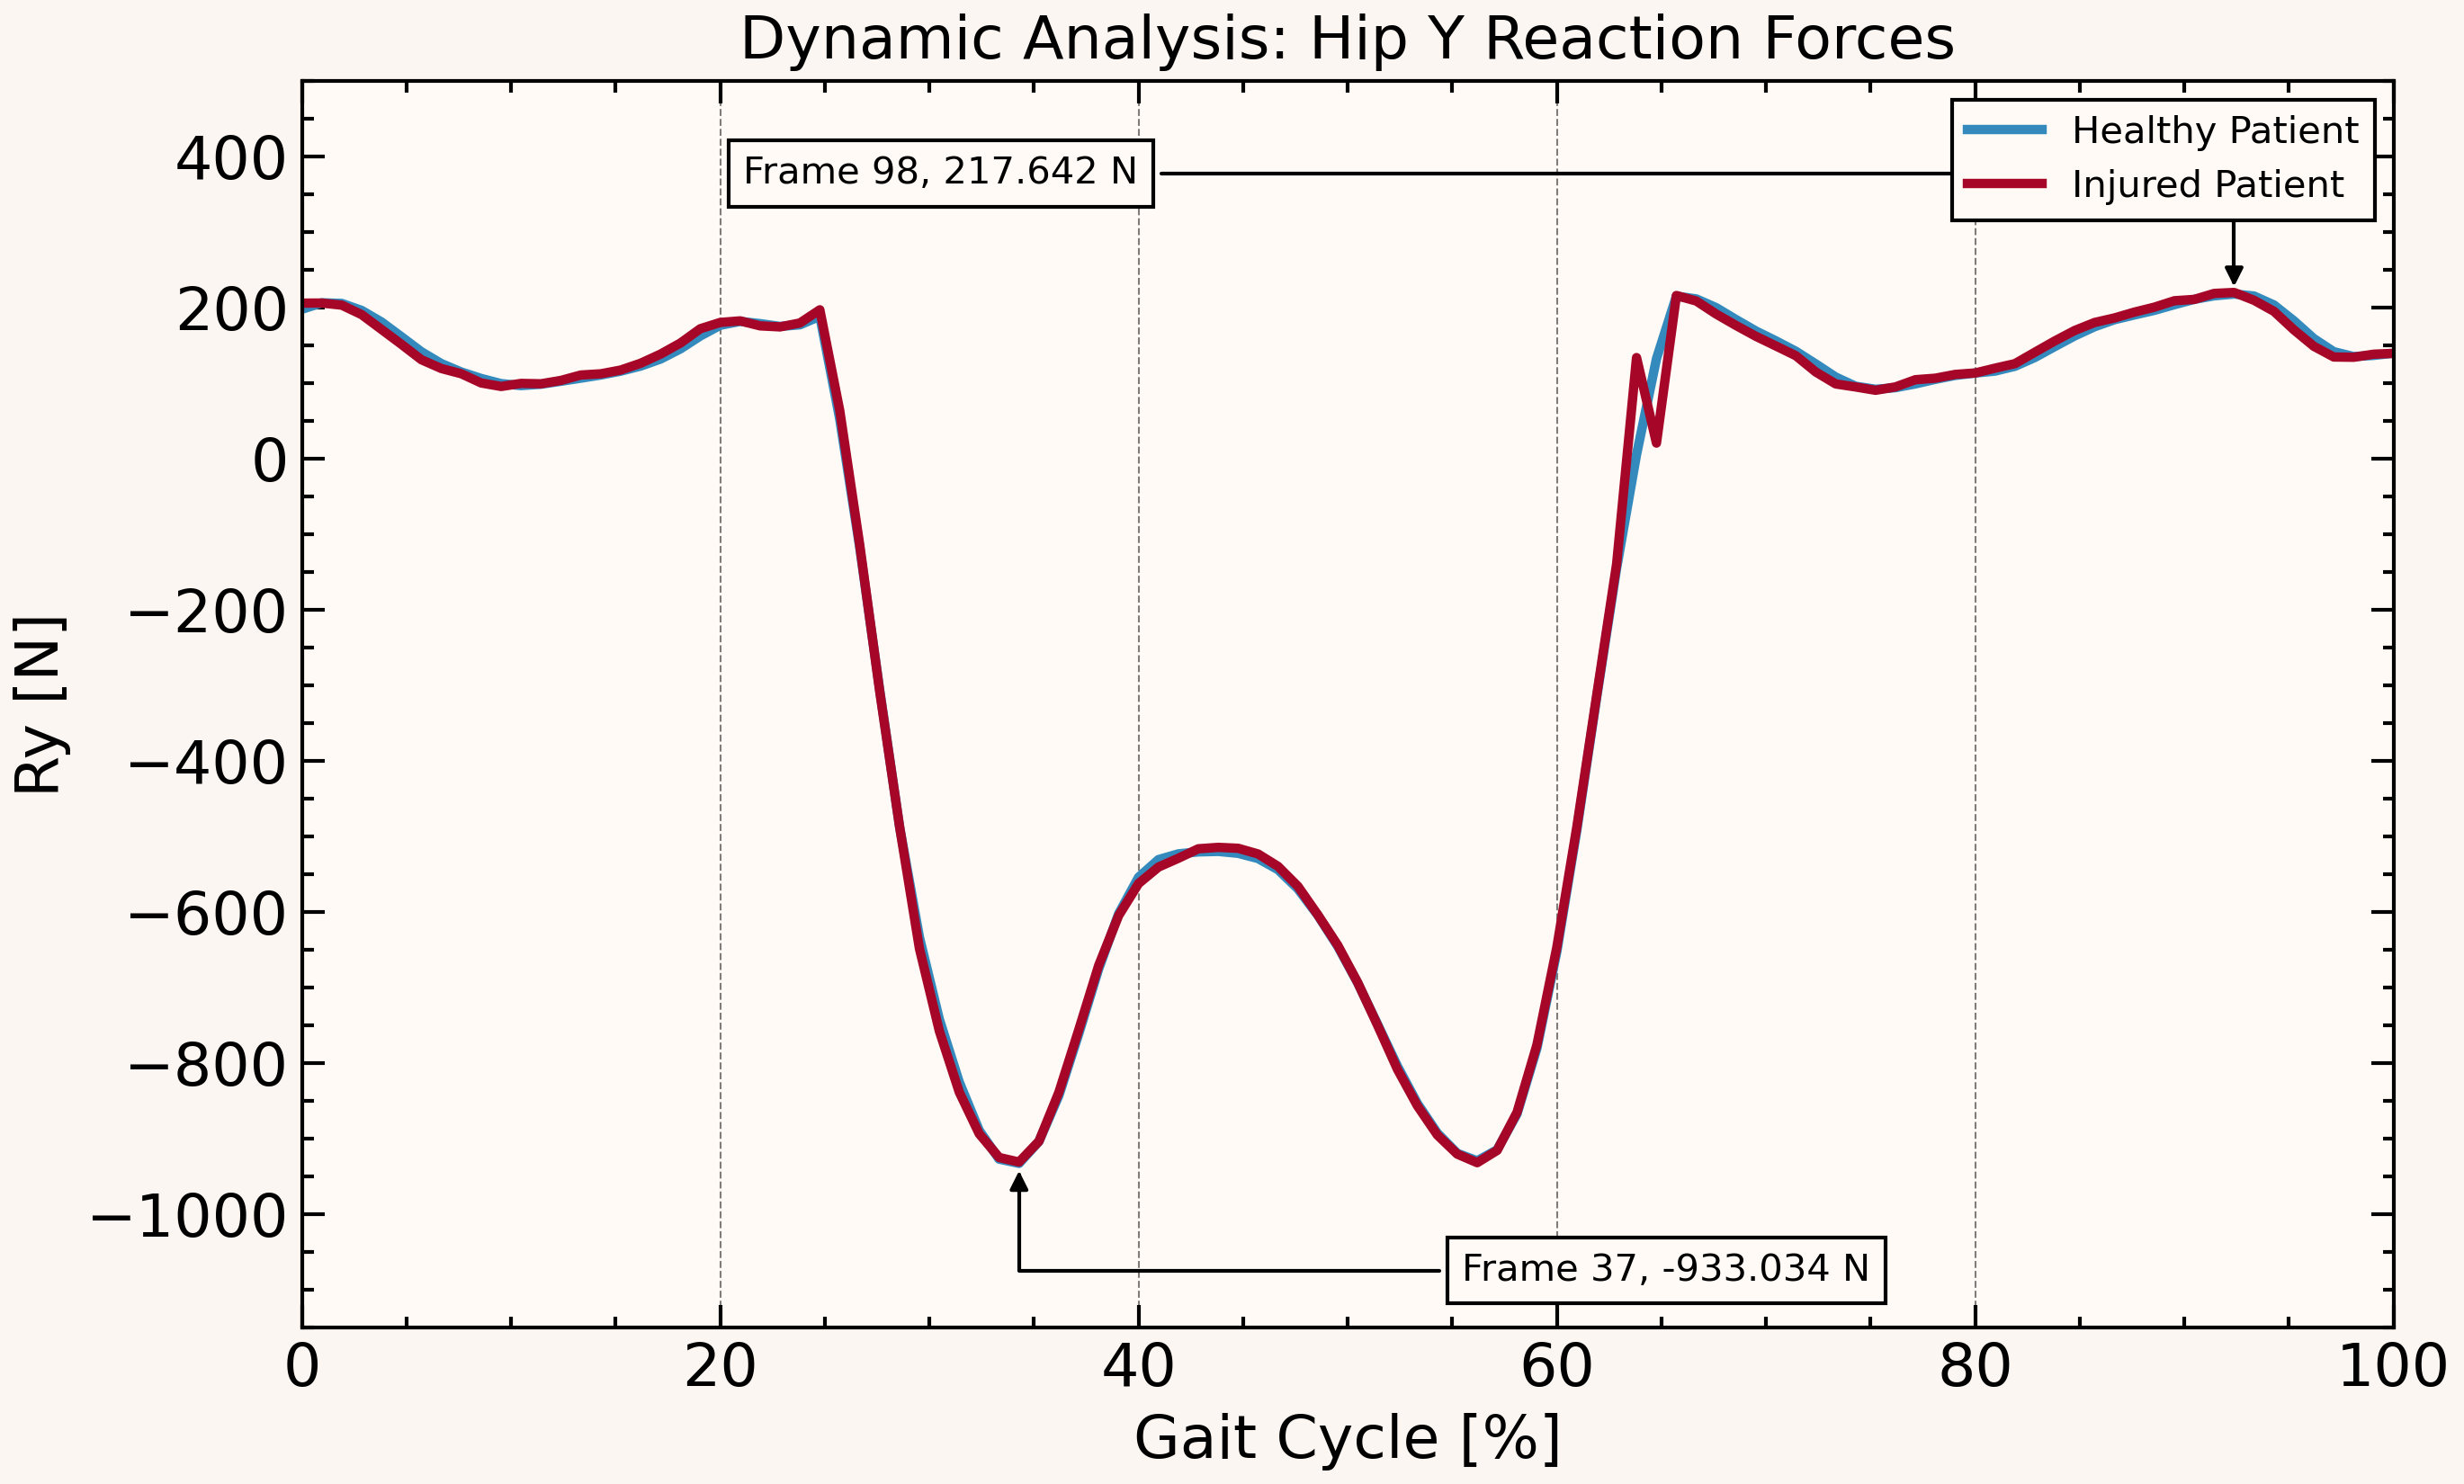 Dynamic Analysis: Hip Y Reaction Forces
Frame 98, 217.642 N
Healthy Patient
Injured Patient
400
200
0
−200
−400
−600
−800
−1000
Ry [N]
Frame 37, -933.034 N
0 20 40 60 80 100
Gait Cycle [%]